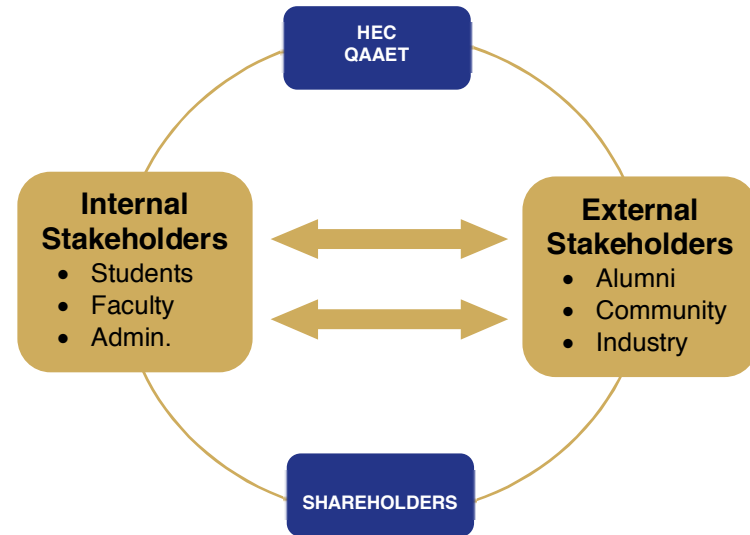 HEC
QAAET
Internal
Stakeholders
• Students
• Faculty
• Admin.
External
Stakeholders
• Alumni
• Community
• Industry
SHAREHOLDERS